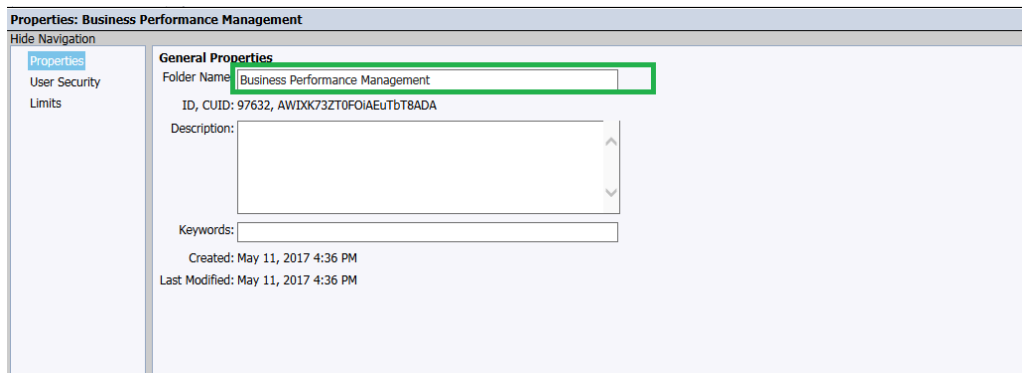 Properties: Business Performance Management
Hide Navigation
Properties
User Security
Limits
General Properties
Folder Name: Business Performance Management
ID, CUID: 97632, AWIXK73ZT0FOiAEuTbT8ADA
Description:
Keywords:
Created: May 11, 2017 4:36 PM
Last Modified: May 11, 2017 4:36 PM